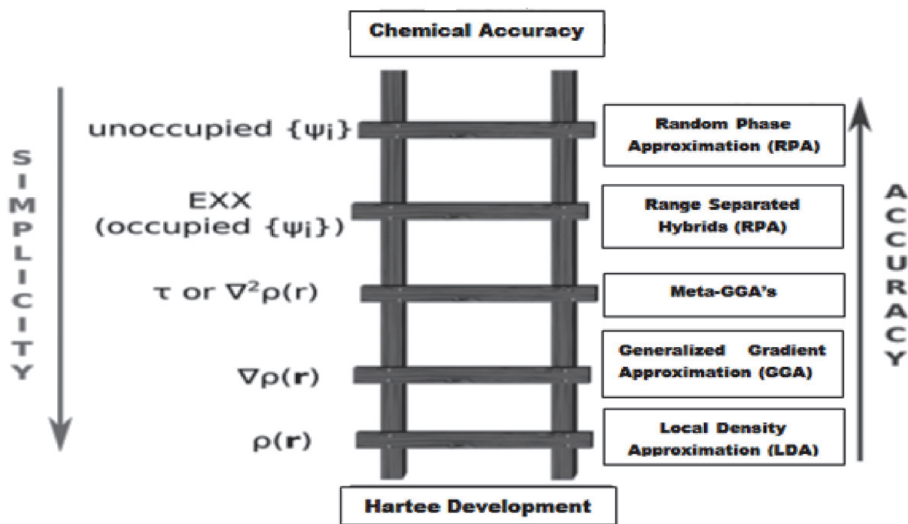 Chemical Accuracy
SIMPLICITY
unoccupied {ψᵢ}
Random Phase
Approximation (RPA)
EXX
(occupied {ψᵢ})
Range Separated
Hybrids (RPA)
τ or ∇²ρ(r)
Meta-GGA's
∇ρ(r)
Generalized Gradient
Approximation (GGA)
ρ(r)
Local Density
Approximation (LDA)
ACCURACY
Hartee Development